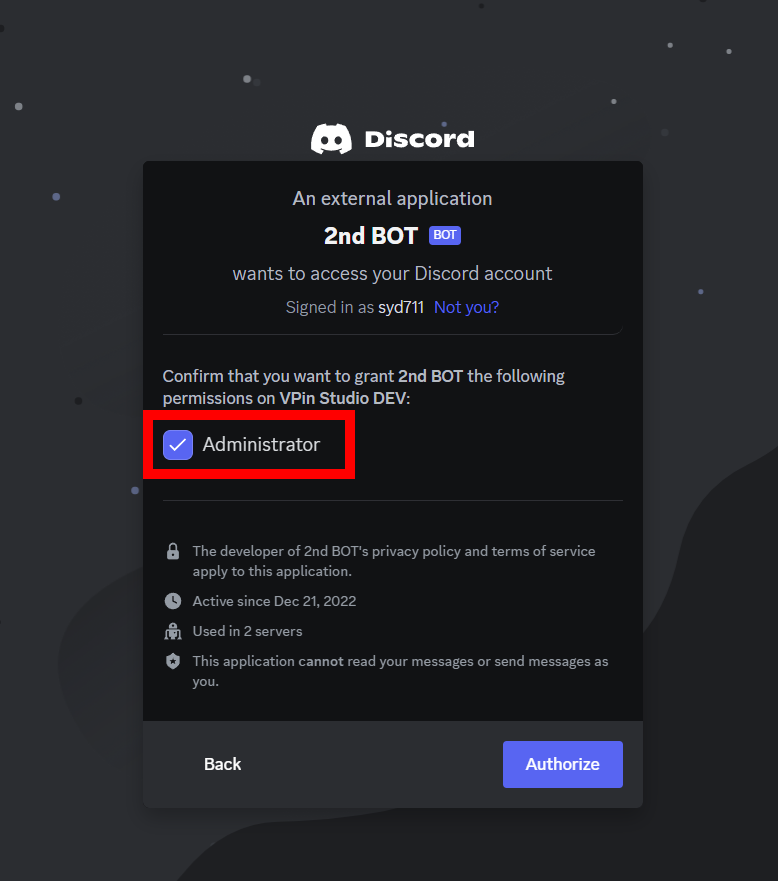 Discord
An external application
2nd BOT BOT
wants to access your Discord account
Signed in as syd711 Not you?
Confirm that you want to grant 2nd BOT the following
permissions on VPin Studio DEV:
Administrator
The developer of 2nd BOT's privacy policy and terms of service
apply to this application.
Active since Dec 21, 2022
Used in 2 servers
This application cannot read your messages or send messages as
you.
Back
Authorize